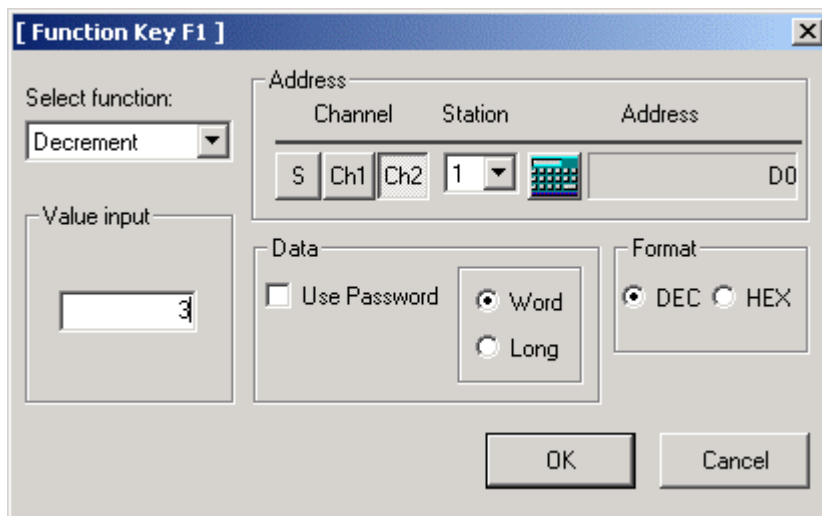 [ Function Key F1 ]
Select function:
Decrement
Address
Channel Station Address
S Ch1 Ch2 1 D0
Value input
3
Data
Use Password
Word
Long
Format
DEC HEX
OK Cancel